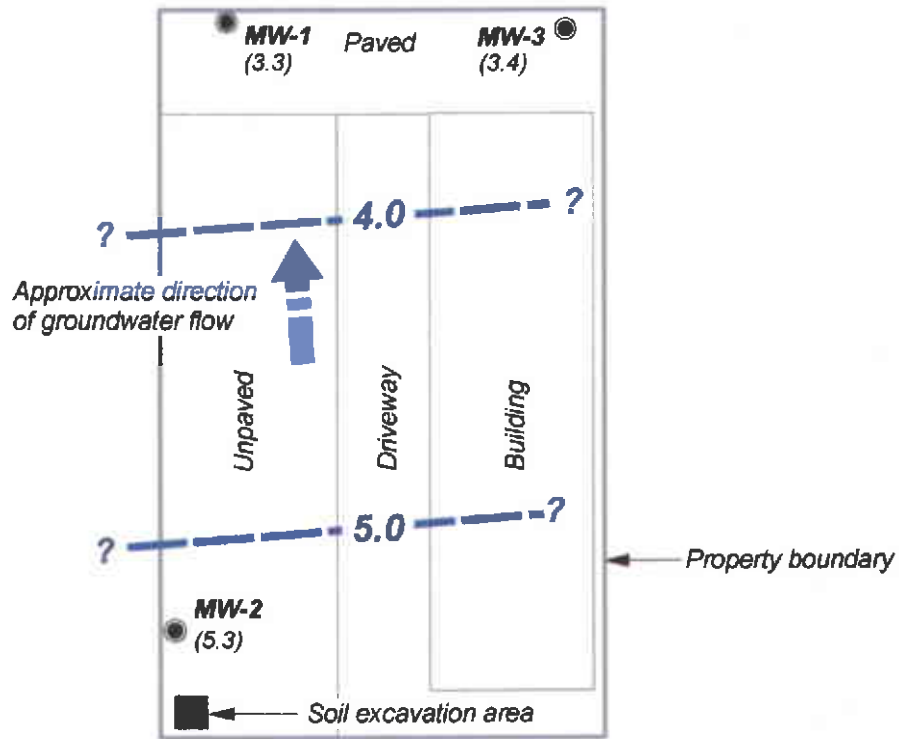 MW-1
(3.3)
Paved
MW-3
(3.4)
? 4.0 ?
Approximate direction
of groundwater flow
Unpaved
Driveway
Building
? 5.0 ?
Property boundary
MW-2
(5.3)
Soil excavation area